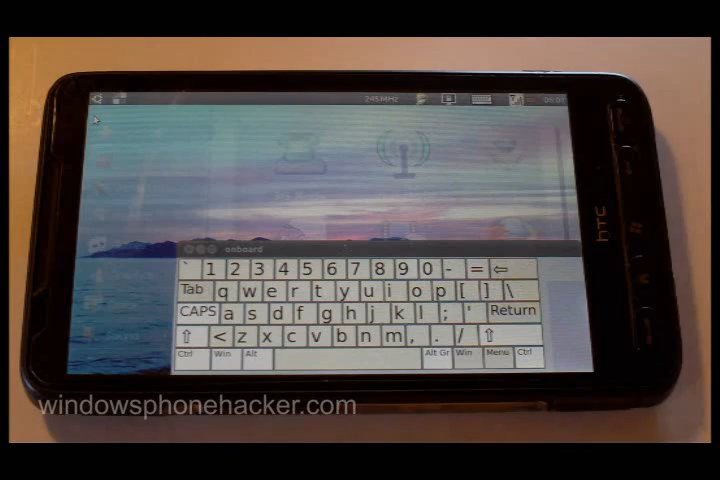 245MHz
onboard
` 1 2 3 4 5 6 7 8 9 0 - = ⇦
Tab q w e r t y u i o p [ ] \
CAPS a s d f g h j k l ; ' Return
⇧ < z x c v b n m , . / ⇧
Ctrl Win Alt Alt Gr Win Menu Ctrl
hTC
windowsphonehacker.com